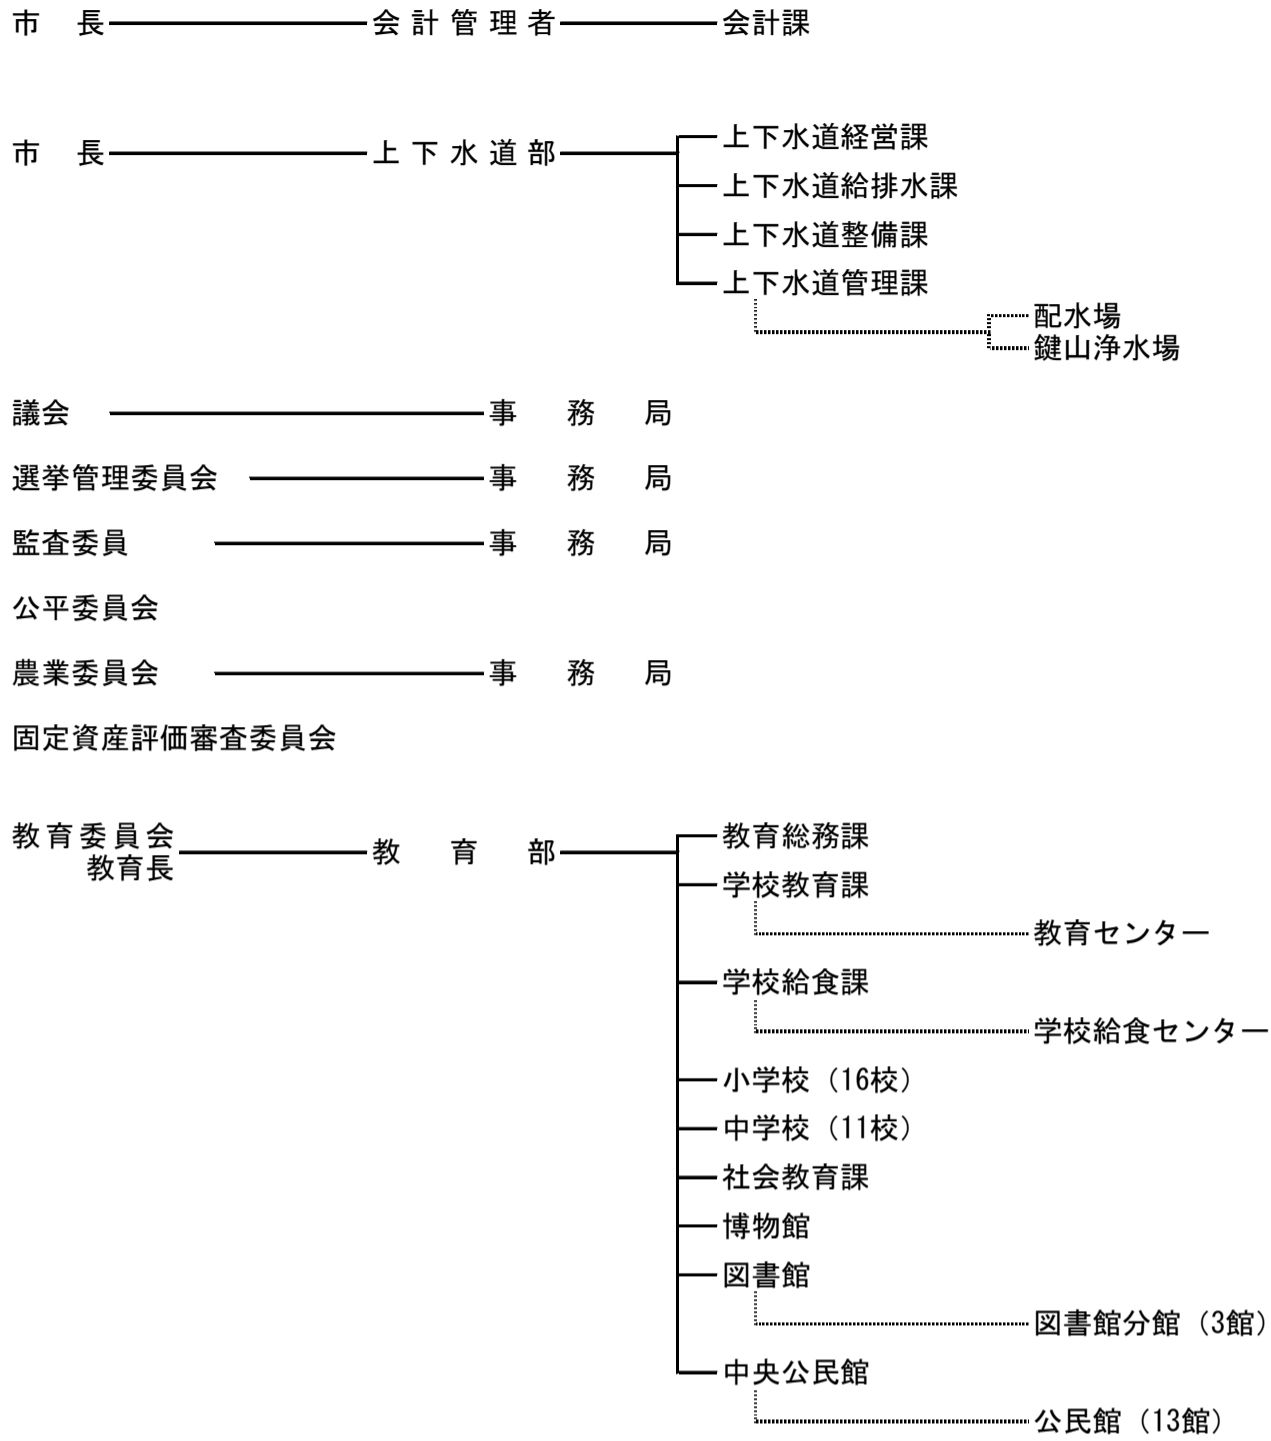 市　長　会計管理者　会計課
上下水道経営課
市　長　上下水道部
上下水道給排水課
上下水道整備課
上下水道管理課
配水場
鍵山浄水場
議会　事　務　局
選挙管理委員会　事　務　局
監査委員　事　務　局
公平委員会
農業委員会　事　務　局
固定資産評価審査委員会
教育委員会　教育総務課
教育長　教　育　部
学校教育課
教育センター
学校給食課
学校給食センター
小学校（16校）
中学校（11校）
社会教育課
博物館
図書館
図書館分館（3館）
中央公民館
公民館（13館）